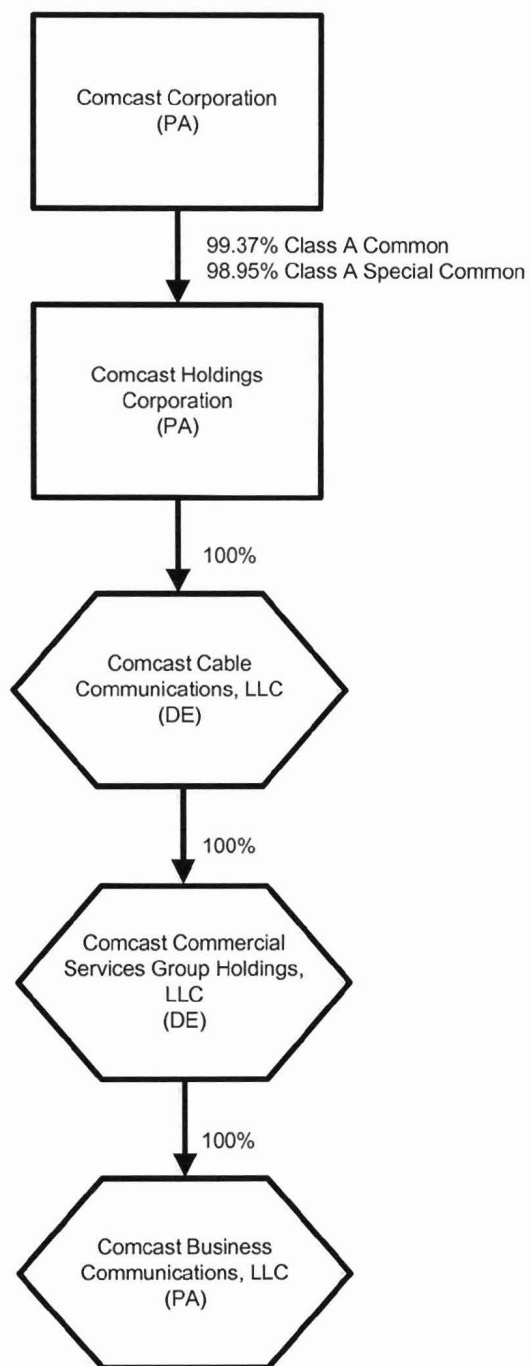 Comcast Corporation
(PA)
99.37% Class A Common
98.95% Class A Special Common
Comcast Holdings
Corporation
(PA)
100%
Comcast Cable
Communications, LLC
(DE)
100%
Comcast Commercial
Services Group Holdings,
LLC
(DE)
100%
Comcast Business
Communications, LLC
(PA)